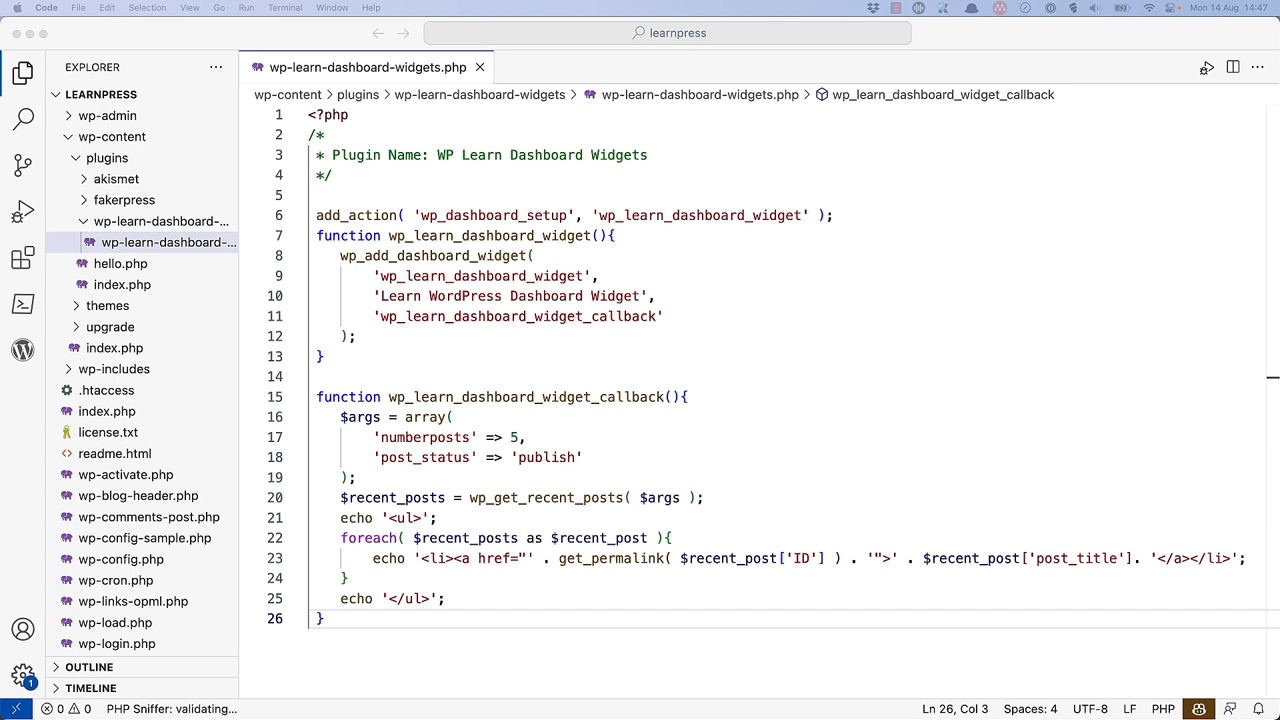 Code File Edit Selection View Go Run Terminal Window Help Mon 14 Aug 14:47
learnpress
EXPLORER
LEARNPRESS
wp-admin
wp-content
plugins
akismet
fakerpress
wp-learn-dashboard-...
wp-learn-dashboard-...
hello.php
index.php
themes
upgrade
index.php
wp-includes
.htaccess
index.php
license.txt
readme.html
wp-activate.php
wp-blog-header.php
wp-comments-post.php
wp-config-sample.php
wp-config.php
wp-cron.php
wp-links-opml.php
wp-load.php
wp-login.php
OUTLINE
TIMELINE
1
wp-learn-dashboard-widgets.php
wp-content > plugins > wp-learn-dashboard-widgets > wp-learn-dashboard-widgets.php > wp_learn_dashboard_widget_callback
1 <?php
2 /*
3 * Plugin Name: WP Learn Dashboard Widgets
4 */
5
6 add_action( 'wp_dashboard_setup', 'wp_learn_dashboard_widget' );
7 function wp_learn_dashboard_widget(){
8 wp_add_dashboard_widget(
9 'wp_learn_dashboard_widget',
10 'Learn WordPress Dashboard Widget',
11 'wp_learn_dashboard_widget_callback'
12 );
13 }
14
15 function wp_learn_dashboard_widget_callback(){
16 $args = array(
17 'numberposts' => 5,
18 'post_status' => 'publish'
19 );
20 $recent_posts = wp_get_recent_posts( $args );
21 echo '<ul>';
22 foreach( $recent_posts as $recent_post ){
23 echo '<li><a href="' . get_permalink( $recent_post['ID'] ) . '">' . $recent_post['post_title']. '</a></li>';
24 }
25 echo '</ul>';
26 }
0 0 PHP Sniffer: validating... Ln 26, Col 3 Spaces: 4 UTF-8 LF PHP